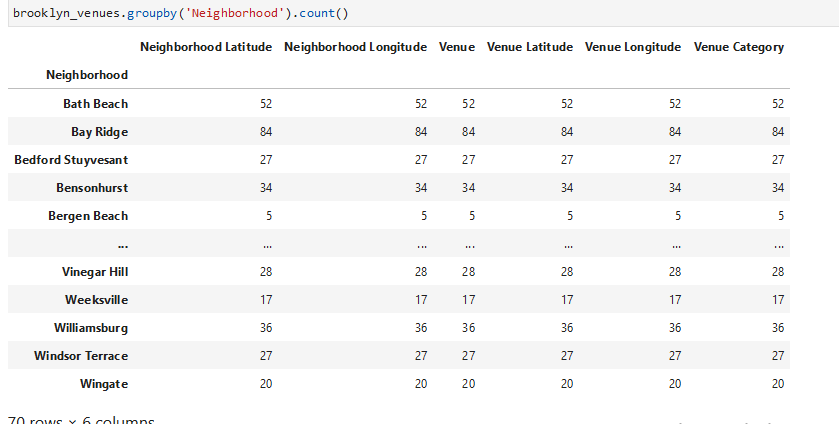 brooklyn_venues.groupby('Neighborhood').count()
Neighborhood Latitude Neighborhood Longitude Venue Venue Latitude Venue Longitude Venue Category
Neighborhood
Bath Beach 52 52 52 52 52 52
Bay Ridge 84 84 84 84 84 84
Bedford Stuyvesant 27 27 27 27 27 27
Bensonhurst 34 34 34 34 34 34
Bergen Beach 5 5 5 5 5 5
... ... ... ... ... ... ...
Vinegar Hill 28 28 28 28 28 28
Weeksville 17 17 17 17 17 17
Williamsburg 36 36 36 36 36 36
Windsor Terrace 27 27 27 27 27 27
Wingate 20 20 20 20 20 20
70 rows × 6 columns